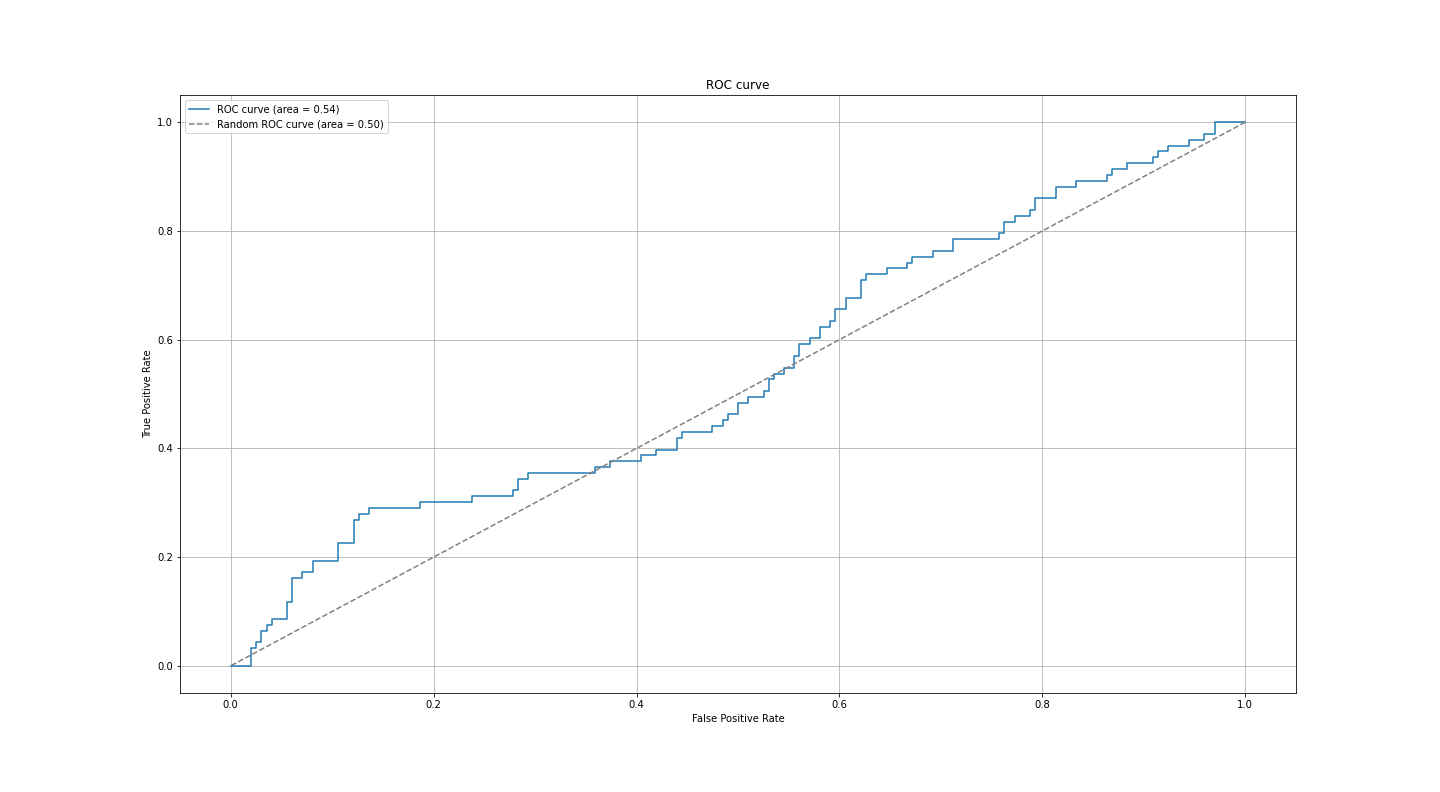 ROC curve
ROC curve (area = 0.54)
Random ROC curve (area = 0.50)
1.0
0.8
0.6
0.4
0.2
0.0
True Positive Rate
0.0 0.2 0.4 0.6 0.8 1.0
False Positive Rate